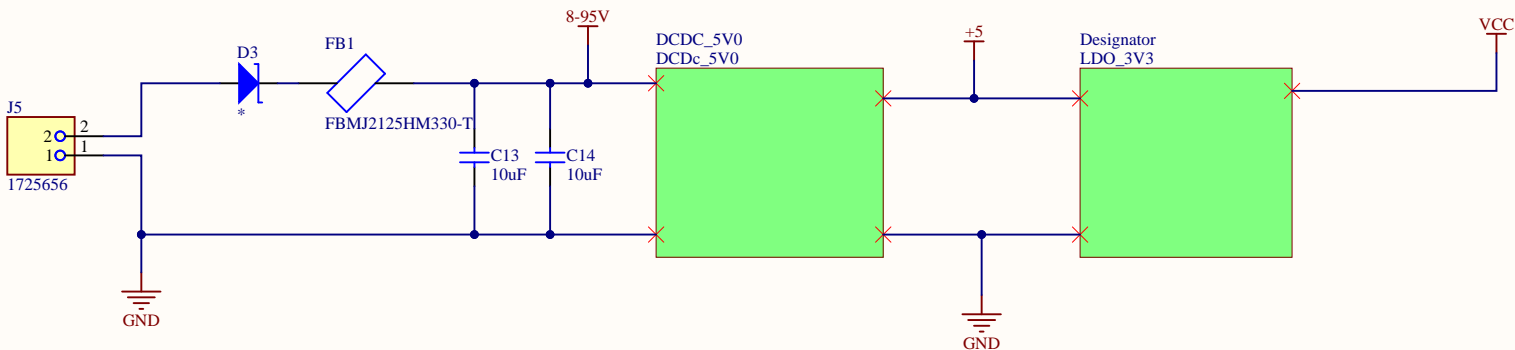 J5
2
1
2
1
1725656
GND
D3
*
FB1
FBMJ2125HM330-T
C13
10uF
C14
10uF
8-95V
DCDC_5V0
DCDc_5V0
+5
GND
Designator
LDO_3V3
VCC